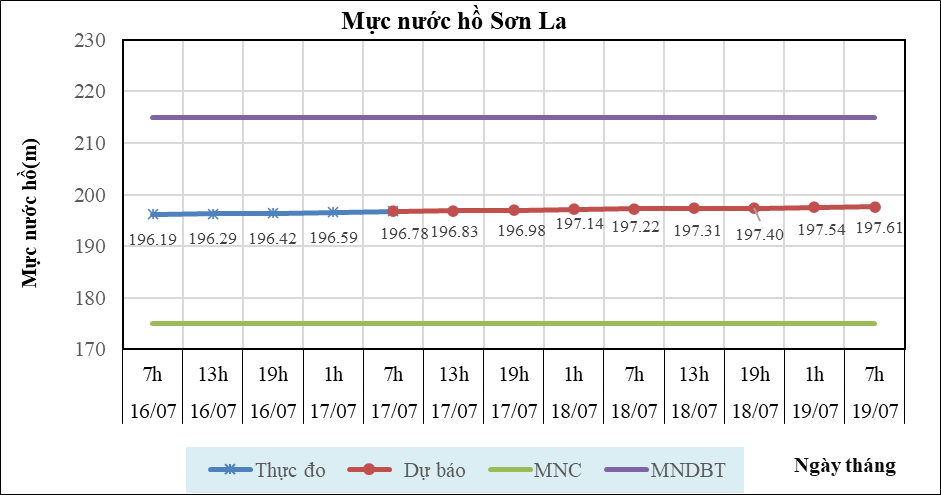 Mực nước hồ Sơn La
Mực nước hồ(m)
230
220
210
200
190
180
170
196.19 196.29 196.42 196.59 196.78 196.83 196.98 197.14 197.22 197.31 197.40 197.54 197.61
7h 13h 19h 1h 7h 13h 19h 1h 7h 13h 19h 1h 7h
16/07 16/07 16/07 17/07 17/07 17/07 17/07 18/07 18/07 18/07 18/07 19/07 19/07
Thực đo Dự báo MNC MNDBT
Ngày tháng